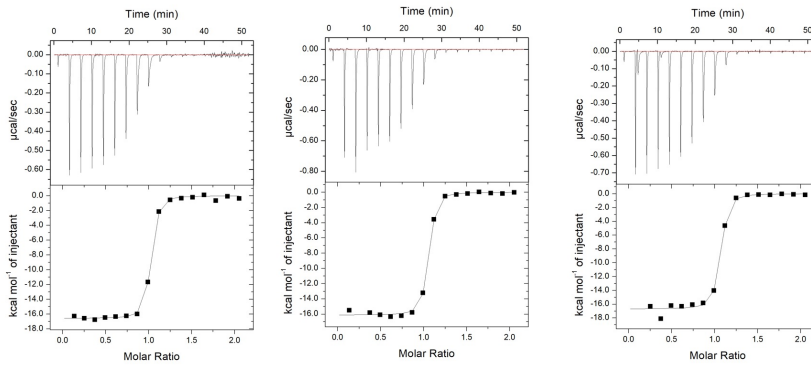 Time (min)
0 10 20 30 40 50
0.00
-0.10
-0.20
-0.30
-0.40
-0.50
-0.60
µcal/sec
0.0
-2.0
-4.0
-6.0
-8.0
-10.0
-12.0
-14.0
-16.0
-18.0
kcal mol⁻¹ of injectant
0.0 0.5 1.0 1.5 2.0
Molar Ratio
Time (min)
0 10 20 30 40 50
0.00
-0.20
-0.40
-0.60
-0.80
µcal/sec
0.0
-2.0
-4.0
-6.0
-8.0
-10.0
-12.0
-14.0
-16.0
kcal mol⁻¹ of injectant
0.0 0.5 1.0 1.5 2.0
Molar Ratio
Time (min)
0 10 20 30 40 50
0.00
-0.10
-0.20
-0.30
-0.40
-0.50
-0.60
-0.70
µcal/sec
0.0
-2.0
-4.0
-6.0
-8.0
-10.0
-12.0
-14.0
-16.0
-18.0
kcal mol⁻¹ of injectant
0.0 0.5 1.0 1.5 2.0
Molar Ratio